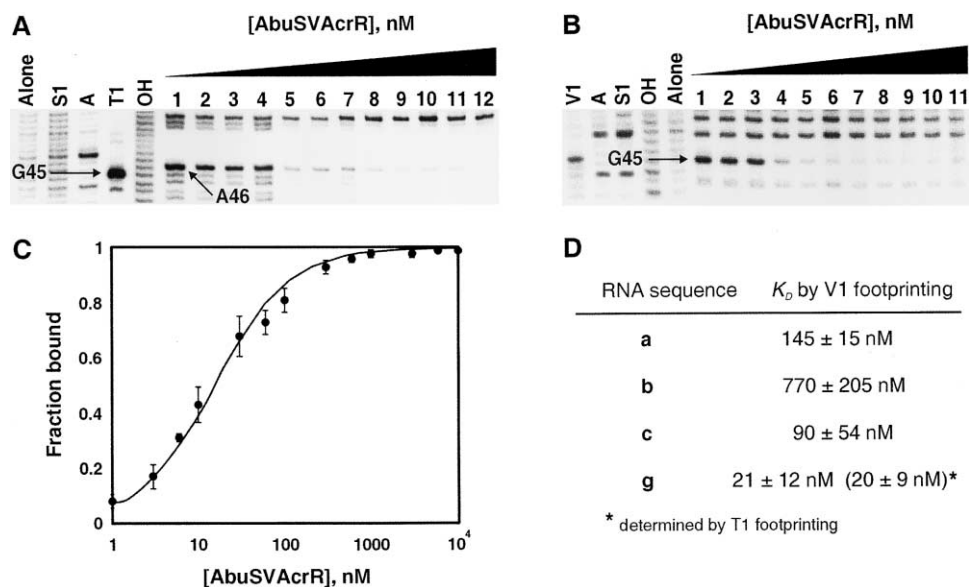 A
[AbuSVAcrR], nM
Alone S1 A T1 OH 1 2 3 4 5 6 7 8 9 10 11 12
G45
A46
B
[AbuSVAcrR], nM
V1 A S1 OH Alone 1 2 3 4 5 6 7 8 9 10 11
G45
C
Fraction bound
1
0.8
0.6
0.4
0.2
0
1 10 100 1000 10⁴
[AbuSVAcrR], nM
D
RNA sequence K_D by V1 footprinting
a 145 ± 15 nM
b 770 ± 205 nM
c 90 ± 54 nM
g 21 ± 12 nM (20 ± 9 nM)*
* determined by T1 footprinting